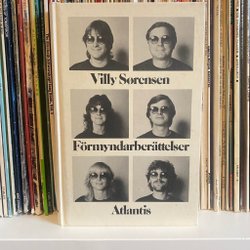 Villy Sørensen
Förmyndarberättelser
Atlantis